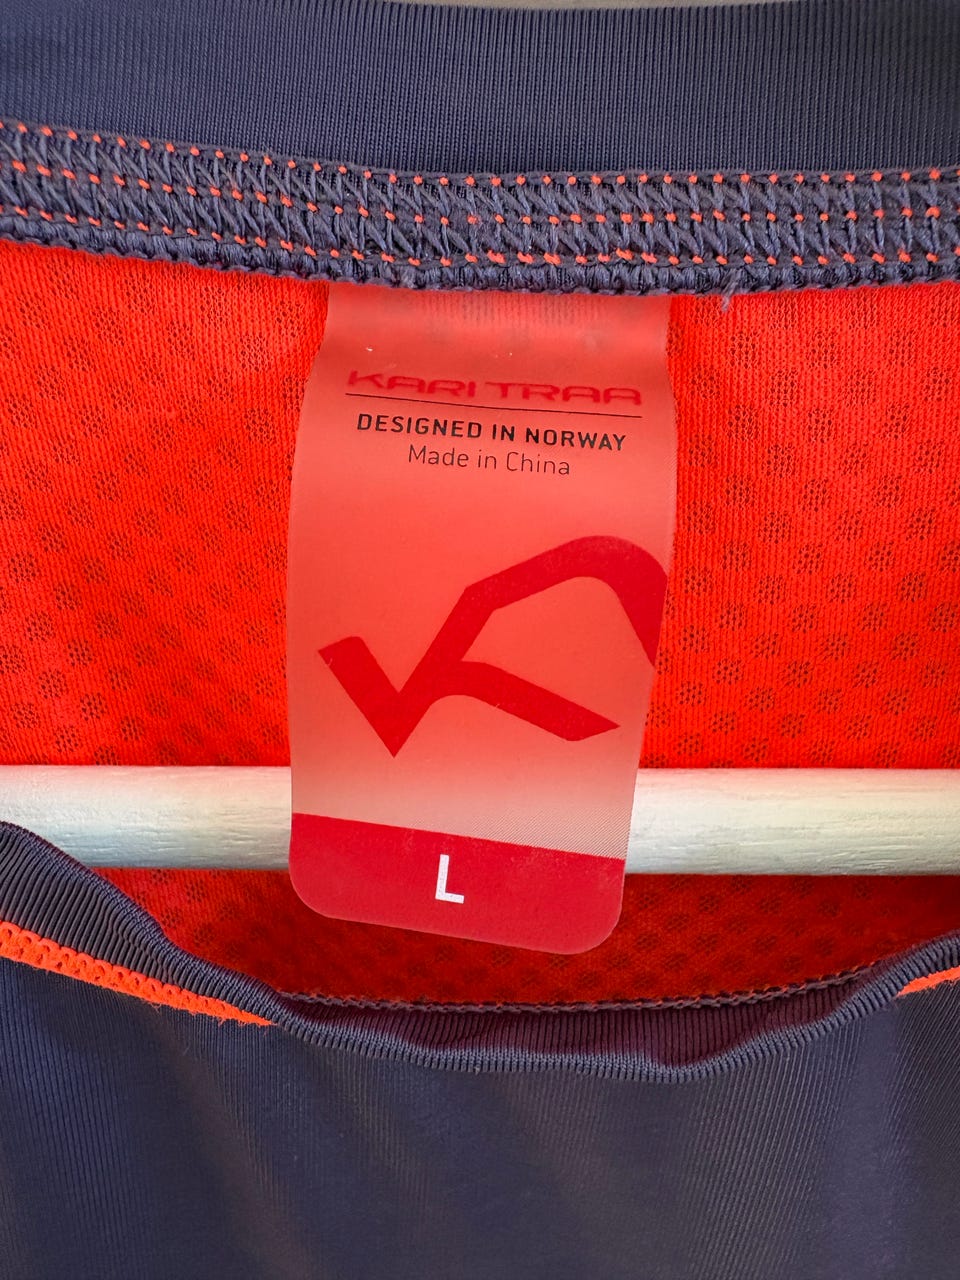 KARI TRAA
DESIGNED IN NORWAY
Made in China
L